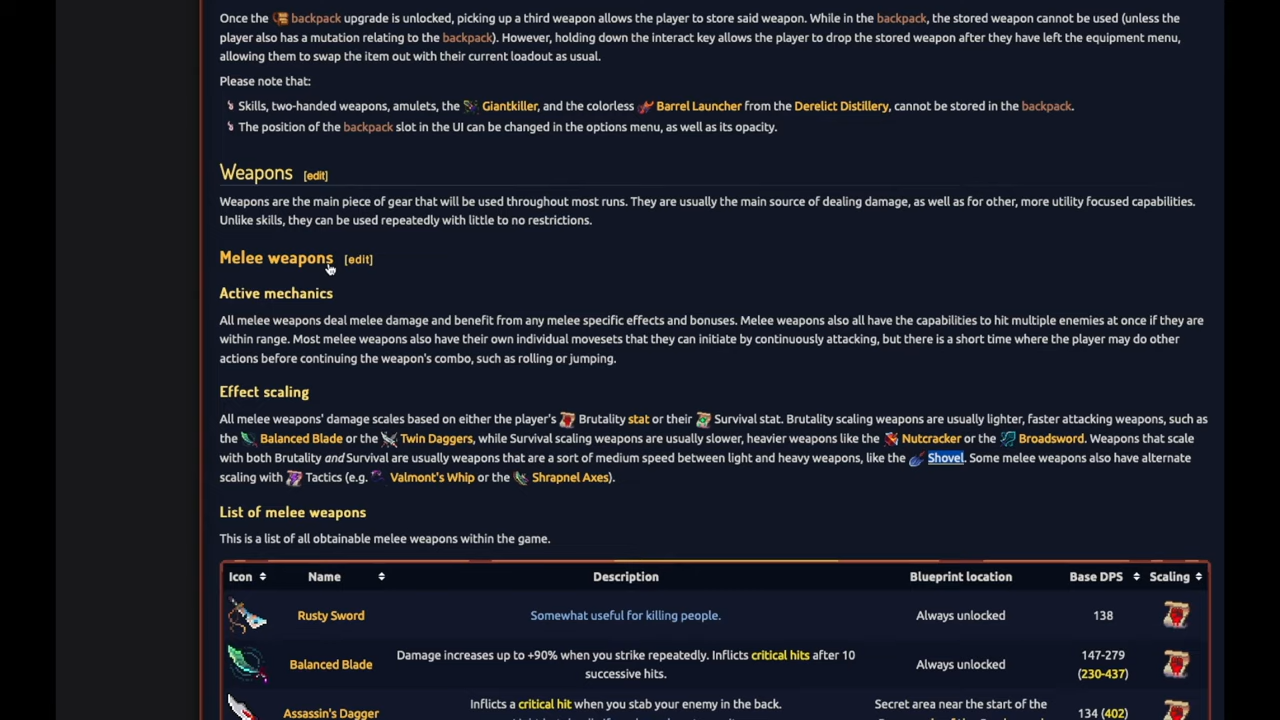 Once the backpack upgrade is unlocked, picking up a third weapon allows the player to store said weapon. While in the backpack, the stored weapon cannot be used (unless the
player also has a mutation relating to the backpack). However, holding down the interact key allows the player to drop the stored weapon after they have left the equipment menu,
allowing them to swap the item out with their current loadout as usual.
Please note that:
Skills, two-handed weapons, amulets, the Giantkiller, and the colorless Barrel Launcher from the Derelict Distillery, cannot be stored in the backpack.
The position of the backpack slot in the UI can be changed in the options menu, as well as its opacity.
Weapons [edit]
Weapons are the main piece of gear that will be used throughout most runs. They are usually the main source of dealing damage, as well as for other, more utility focused capabilities.
Unlike skills, they can be used repeatedly with little to no restrictions.
Melee weapons [edit]
Active mechanics
All melee weapons deal melee damage and benefit from any melee specific effects and bonuses. Melee weapons also all have the capabilities to hit multiple enemies at once if they are
within range. Most melee weapons also have their own individual movesets that they can initiate by continuously attacking, but there is a short time where the player may do other
actions before continuing the weapon's combo, such as rolling or jumping.
Effect scaling
All melee weapons' damage scales based on either the player's Brutality stat or their Survival stat. Brutality scaling weapons are usually lighter, faster attacking weapons, such as
the Balanced Blade or the Twin Daggers, while Survival scaling weapons are usually slower, heavier weapons like the Nutcracker or the Broadsword. Weapons that scale
with both Brutality and Survival are usually weapons that are a sort of medium speed between light and heavy weapons, like the Shovel. Some melee weapons also have alternate
scaling with Tactics (e.g. Valmont's Whip or the Shrapnel Axes).
List of melee weapons
This is a list of all obtainable melee weapons within the game.
Icon Name Description Blueprint location Base DPS Scaling
Rusty Sword Somewhat useful for killing people. Always unlocked 138
Balanced Blade Damage increases up to +90% when you strike repeatedly. Inflicts critical hits after 10
successive hits. Always unlocked 147-279
(230-437)
Assassin's Dagger Inflicts a critical hit when you stab your enemy in the back. Secret area near the start of the 134 (402)